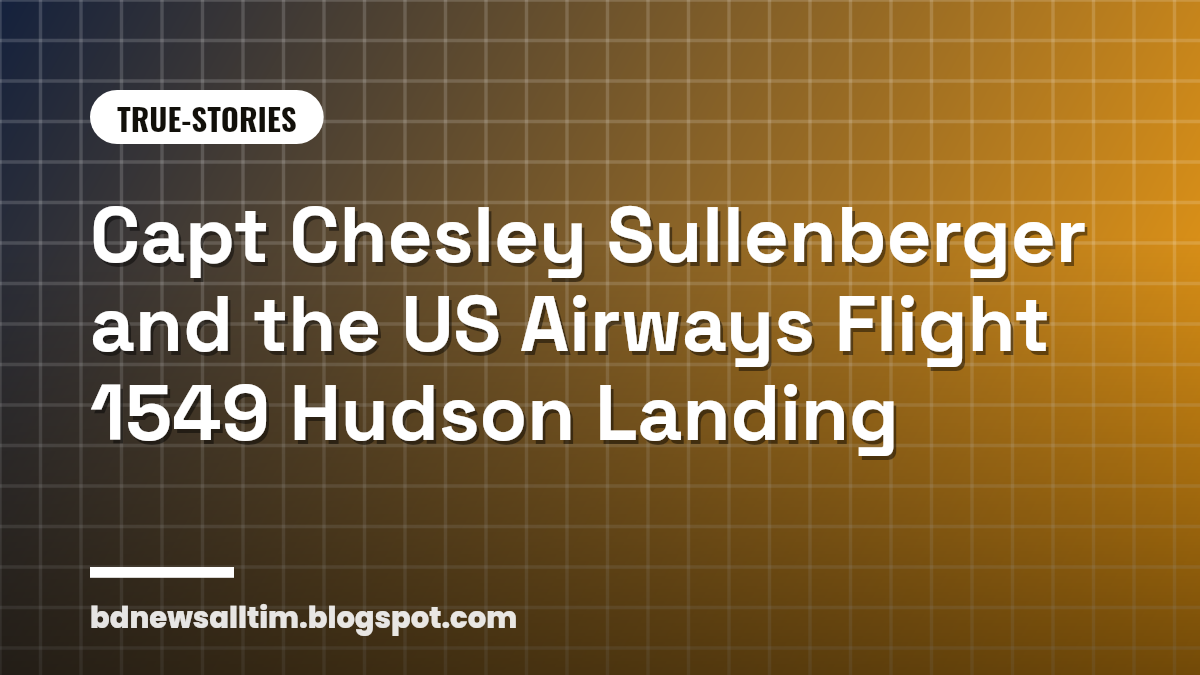 TRUE-STORIES
Capt Chesley Sullenberger
and the US Airways Flight
1549 Hudson Landing
bdnewsalltim.blogspot.com